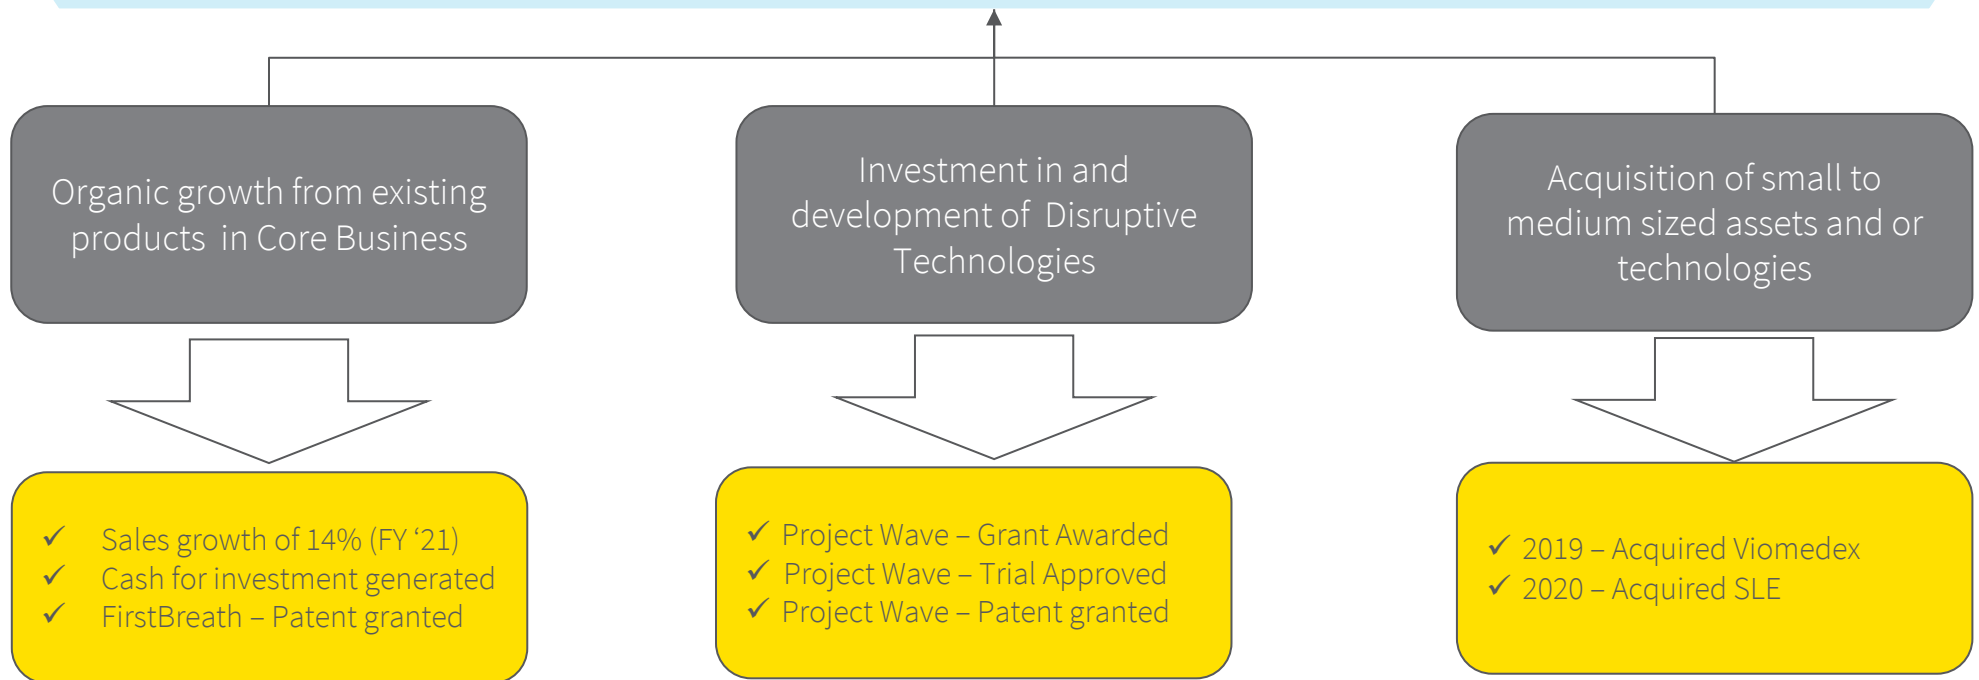 Organic growth from existing
products in Core Business
Investment in and
development of Disruptive
Technologies
Acquisition of small to
medium sized assets and or
technologies
✓ Sales growth of 14% (FY ‘21)
✓ Cash for investment generated
✓ FirstBreath – Patent granted
✓ Project Wave – Grant Awarded
✓ Project Wave – Trial Approved
✓ Project Wave – Patent granted
✓ 2019 – Acquired Viomedex
✓ 2020 – Acquired SLE